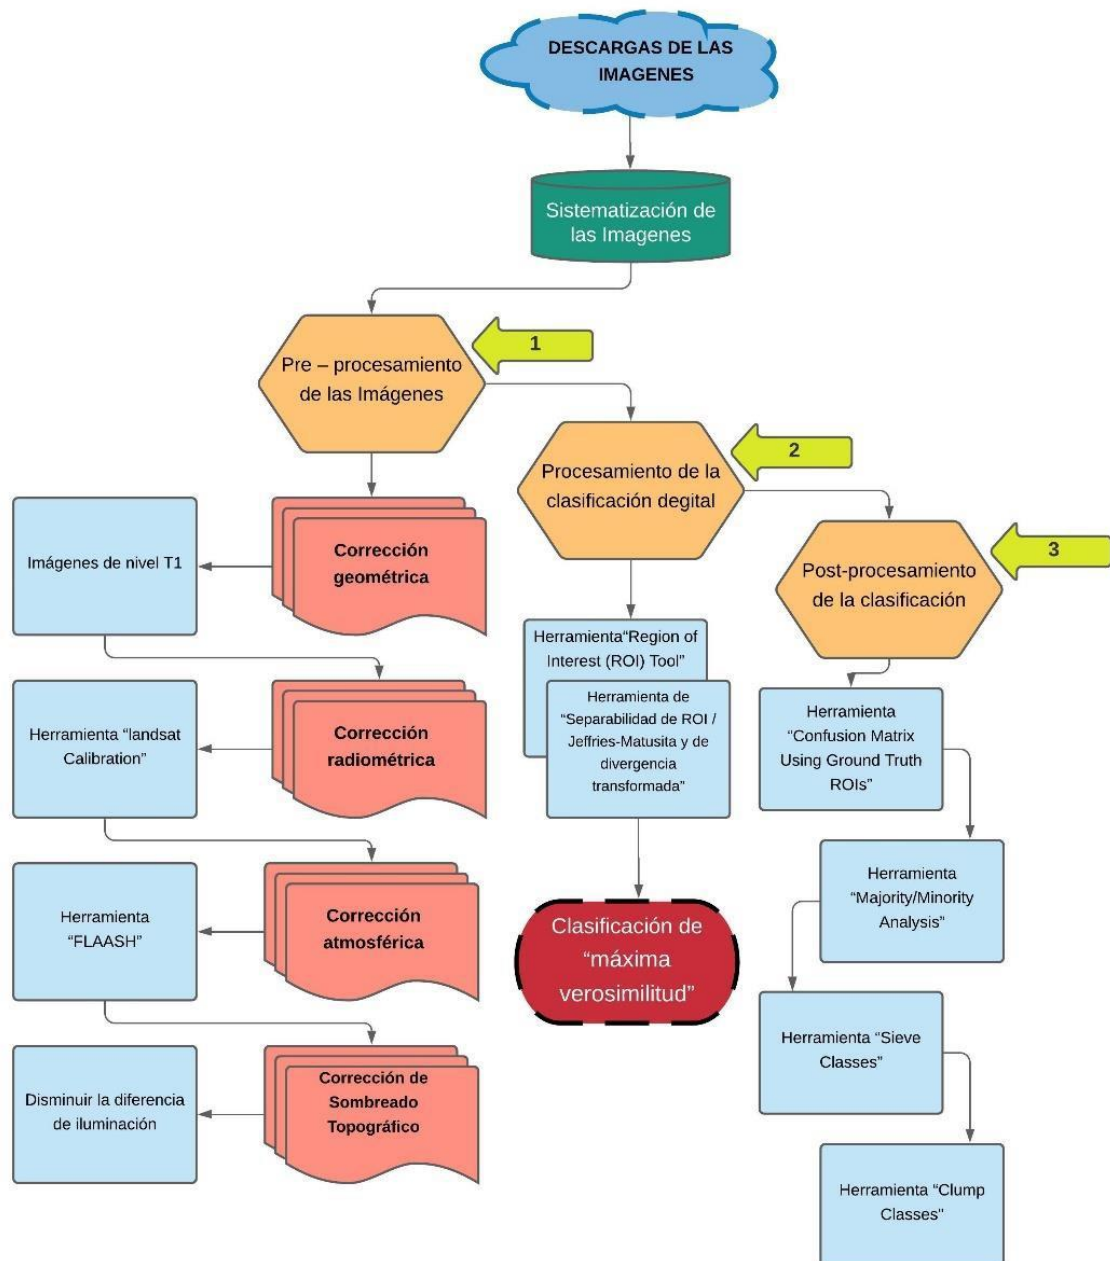 DESCARGAS DE LAS
IMAGENES
Sistematización de
las Imagenes
1
Pre – procesamiento
de las Imágenes
2
Procesamiento de la
clasificación degital
3
Post-procesamiento
de la clasificación
Corrección
geométrica
Imágenes de nivel T1
Corrección
radiométrica
Herramienta “landsat
Calibration”
Corrección
atmosférica
Herramienta
“FLAASH”
Corrección de
Sombreado
Topográfico
Disminuir la diferencia
de iluminación
Herramienta“Region of
Interest (ROI) Tool”
Herramienta de
“Separabilidad de ROI /
Jeffries-Matusita y de
divergencia
transformada”
Clasificación de
“máxima
verosimilitud”
Herramienta
“Confusion Matrix
Using Ground Truth
ROIs”
Herramienta
“Majority/Minority
Analysis”
Herramienta “Sieve
Classes”
Herramienta “Clump
Classes”